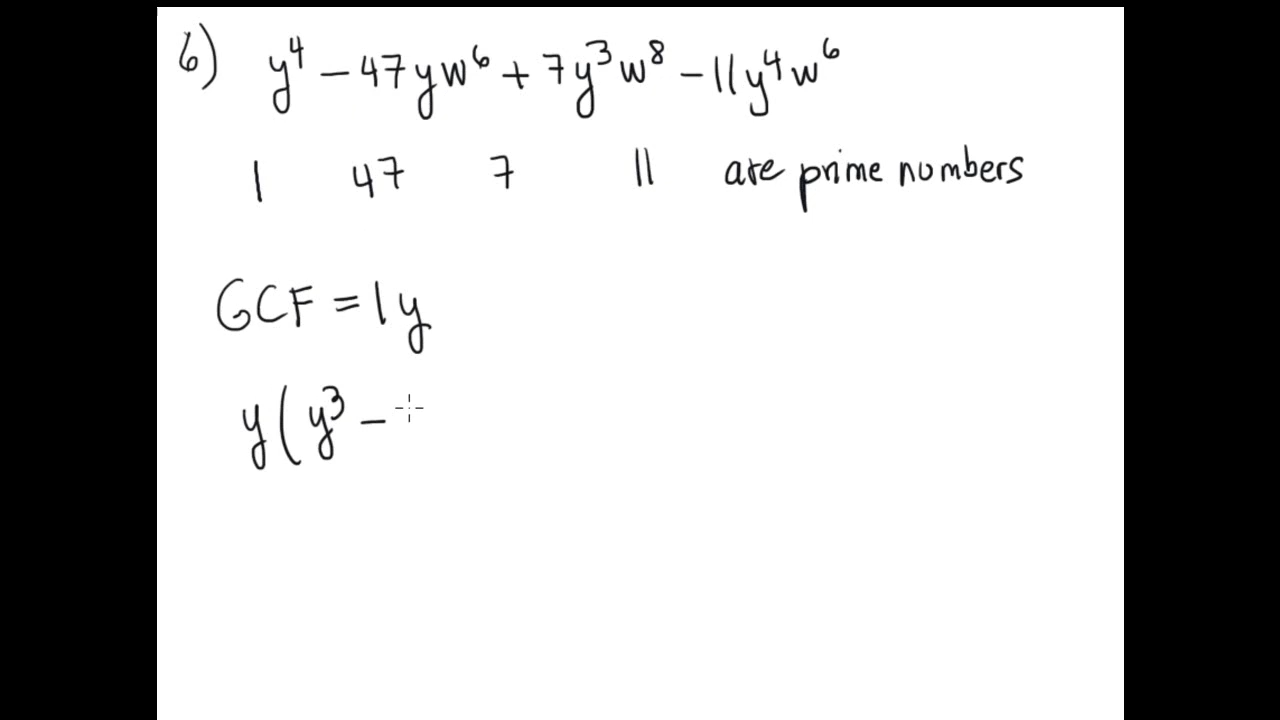 6) y⁴ – 47yw⁶ + 7y³w⁸ – 11y⁴w⁶
1 47 7 11 are prime numbers
GCF = 1y
y(y³ –